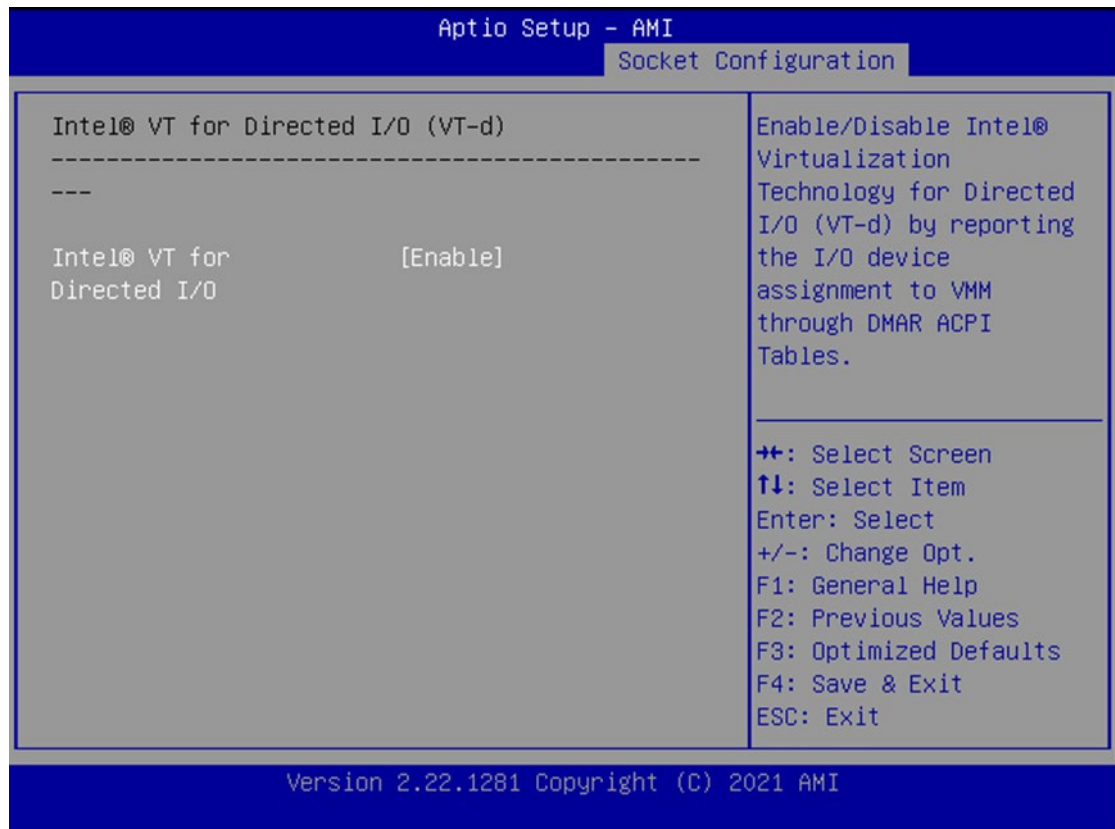 Aptio Setup – AMI
Socket Configuration
Intel® VT for Directed I/O (VT-d)
-----------------------------------------------
---
Intel® VT for [Enable]
Directed I/O
Enable/Disable Intel®
Virtualization
Technology for Directed
I/O (VT-d) by reporting
the I/O device
assignment to VMM
through DMAR ACPI
Tables.
→←: Select Screen
↑↓: Select Item
Enter: Select
+/-: Change Opt.
F1: General Help
F2: Previous Values
F3: Optimized Defaults
F4: Save & Exit
ESC: Exit
Version 2.22.1281 Copyright (C) 2021 AMI